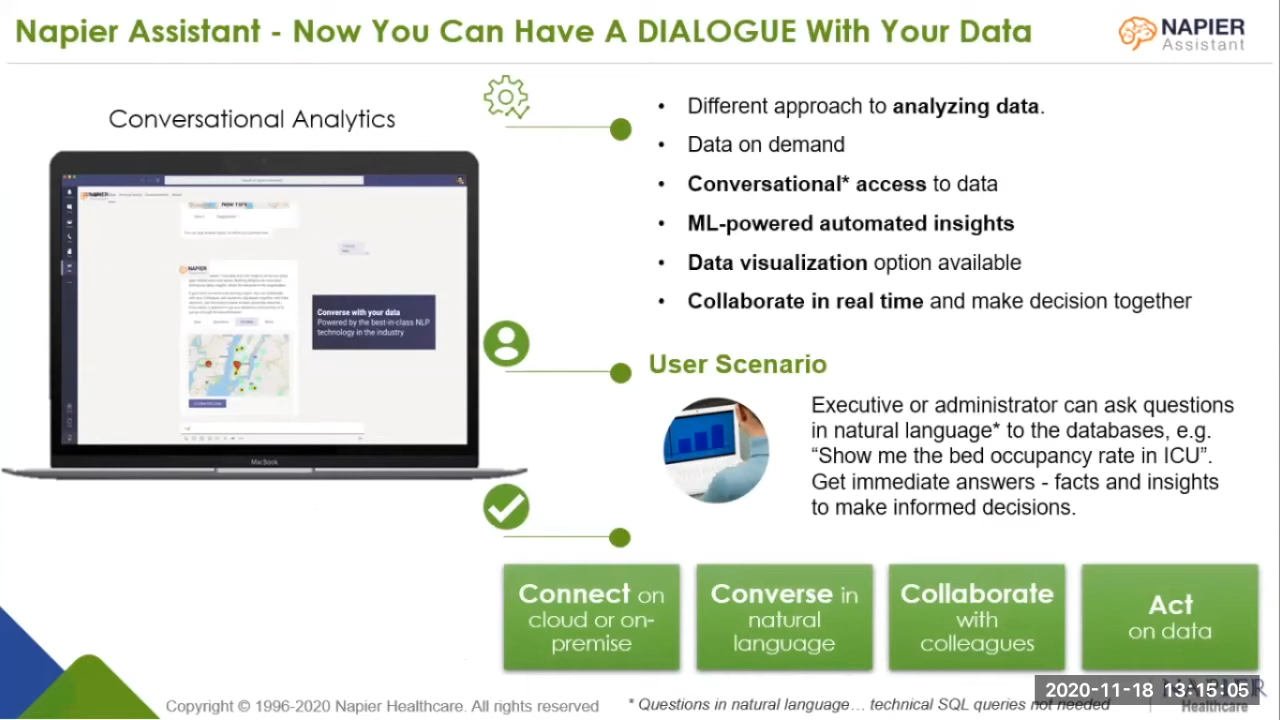 Napier Assistant - Now You Can Have A DIALOGUE With Your Data
NAPIER
Assistant
Conversational Analytics
• Different approach to analyzing data.
• Data on demand
• Conversational* access to data
• ML-powered automated insights
• Data visualization option available
• Collaborate in real time and make decision together
NAPIER
Converse with your data
Powered by the best-in-class NLP
technology in the industry
MacBook
User Scenario
Executive or administrator can ask questions
in natural language* to the databases, e.g.
“Show me the bed occupancy rate in ICU”.
Get immediate answers - facts and insights
to make informed decisions.
Connect on
cloud or on-
premise
Converse in
natural
language
Collaborate
with
colleagues
Act
on data
Copyright © 1996-2020 Napier Healthcare. All rights reserved
* Questions in natural language... technical SQL queries not needed
NAPIER
Healthcare
2020-11-18 13:15:05